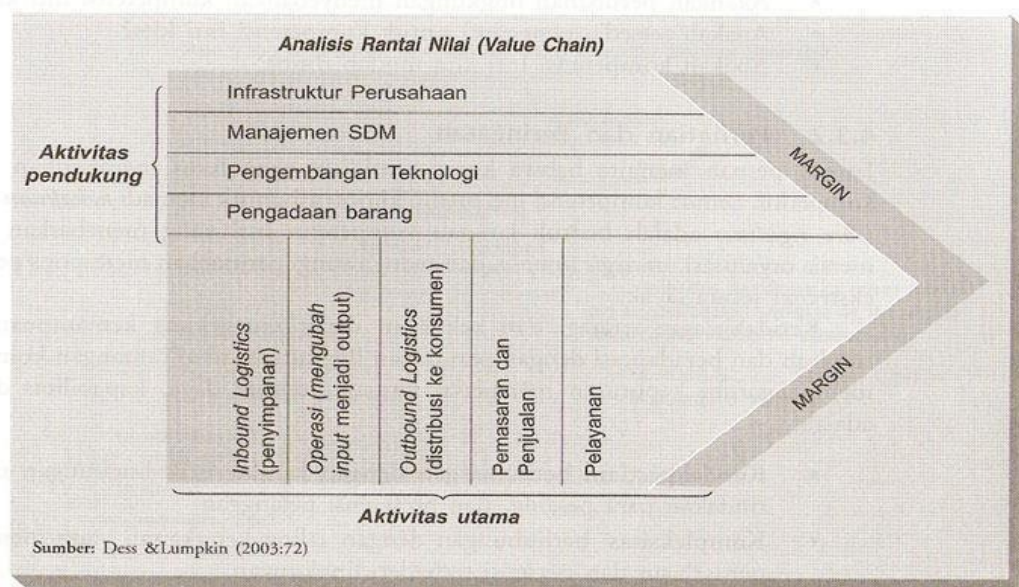 Analisis Rantai Nilai (Value Chain)
Aktivitas
pendukung
Infrastruktur Perusahaan
Manajemen SDM
Pengembangan Teknologi
Pengadaan barang
MARGIN
Inbound Logistics
(penyimpanan)
Operasi (mengubah
input menjadi output)
Outbound Logistics
(distribusi ke konsumen)
Pemasaran dan
Penjualan
Pelayanan
MARGIN
Aktivitas utama
Sumber: Dess &Lumpkin (2003:72)